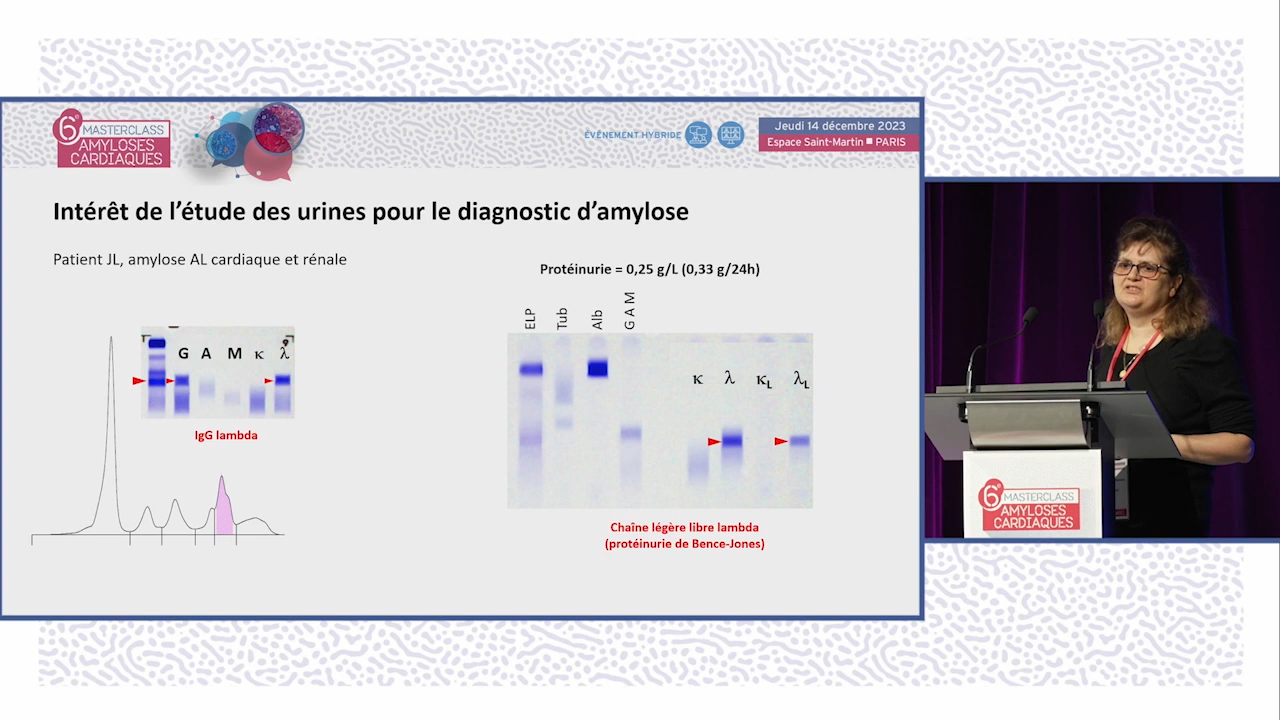 6e
MASTERCLASS
AMYLOSES
CARDIAQUES
ÉVÉNEMENT HYBRIDE
Jeudi 14 décembre 2023
Espace Saint-Martin ■ PARIS
Intérêt de l’étude des urines pour le diagnostic d’amylose
Patient JL, amylose AL cardiaque et rénale
G A M κ λ
IgG lambda
Protéinurie = 0,25 g/L (0,33 g/24h)
ELP Tub Alb G A M
κ λ κL λL
Chaîne légère libre lambda
(protéinurie de Bence-Jones)
6e
MASTERCLASS
AMYLOSES
CARDIAQUES